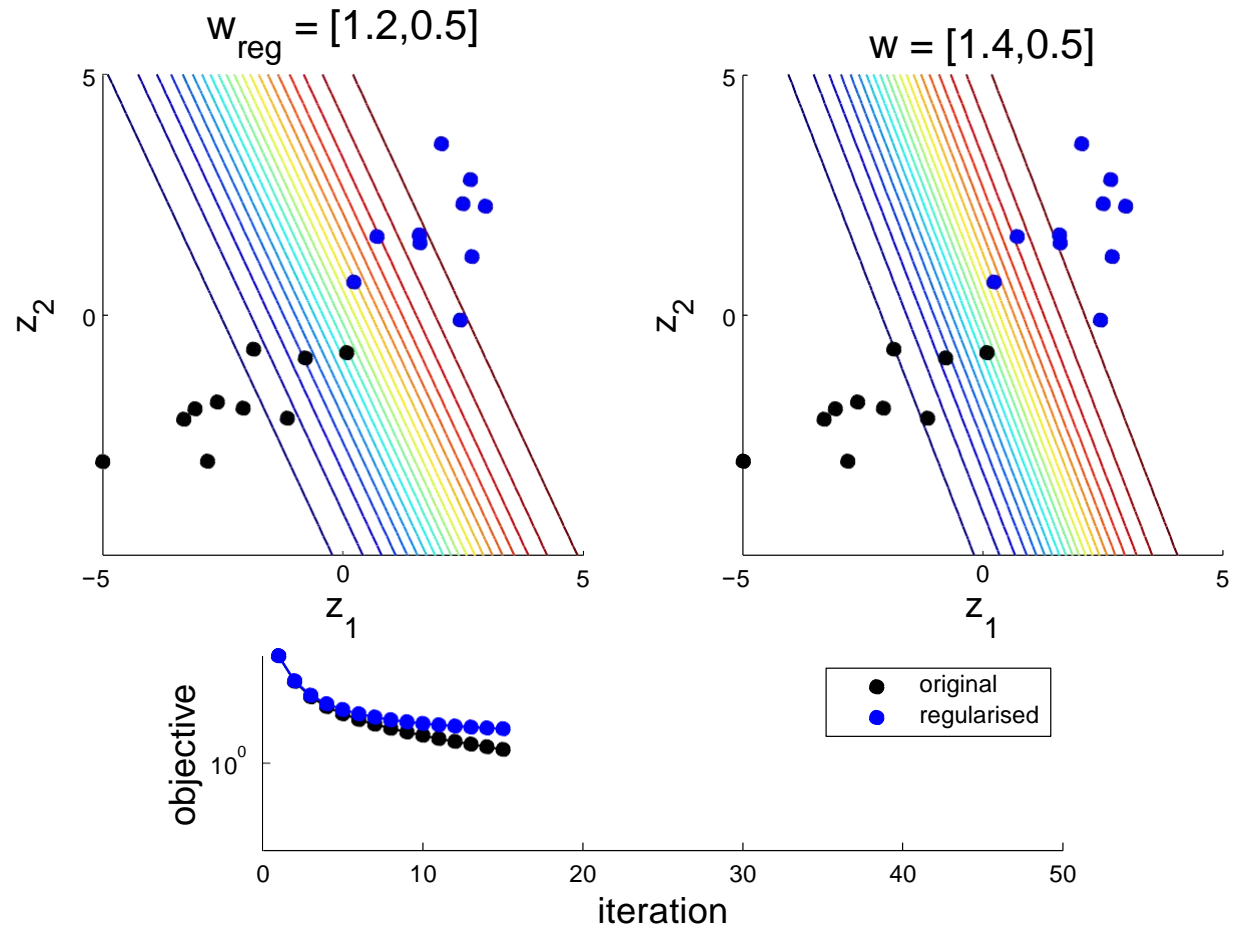 w_reg = [1.2,0.5]
w = [1.4,0.5]
5
0
−5
0
5
z_2
z_1
5
0
−5
0
5
z_2
z_1
original
regularised
objective
10^0
0
10
20
30
40
50
iteration